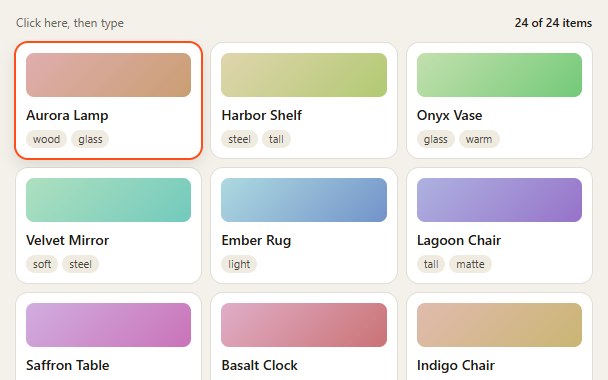 Click here, then type
24 of 24 items
Aurora Lamp
wood glass
Harbor Shelf
steel tall
Onyx Vase
glass warm
Velvet Mirror
soft steel
Ember Rug
light
Lagoon Chair
tall matte
Saffron Table
Basalt Clock
Indigo Chair